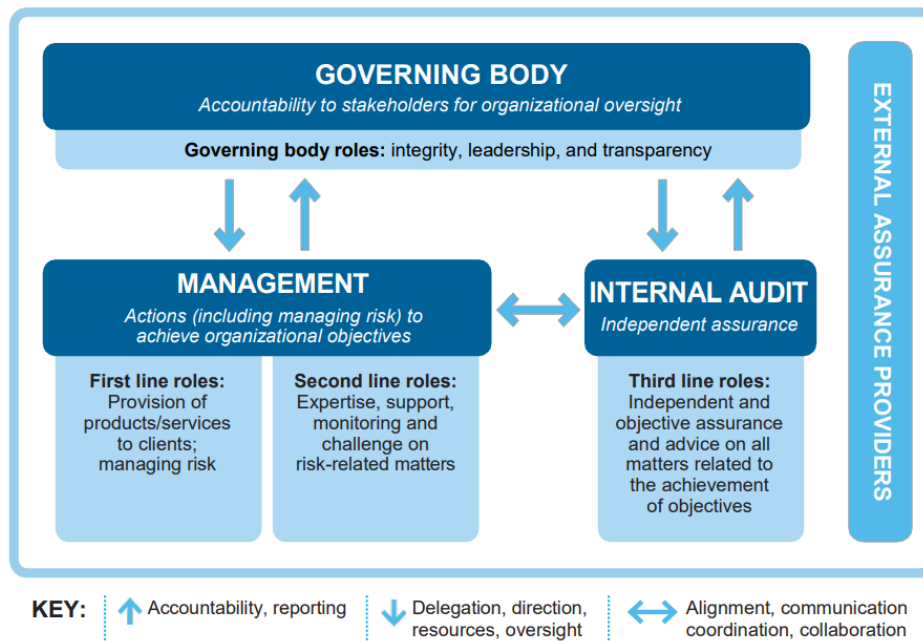 GOVERNING BODY
Accountability to stakeholders for organizational oversight
Governing body roles: integrity, leadership, and transparency
MANAGEMENT
Actions (including managing risk) to
achieve organizational objectives
First line roles:
Provision of
products/services
to clients;
managing risk
Second line roles:
Expertise, support,
monitoring and
challenge on
risk-related matters
INTERNAL AUDIT
Independent assurance
Third line roles:
Independent and
objective assurance
and advice on all
matters related to
the achievement
of objectives
EXTERNAL ASSURANCE PROVIDERS
KEY:
Accountability, reporting
Delegation, direction,
resources, oversight
Alignment, communication
coordination, collaboration